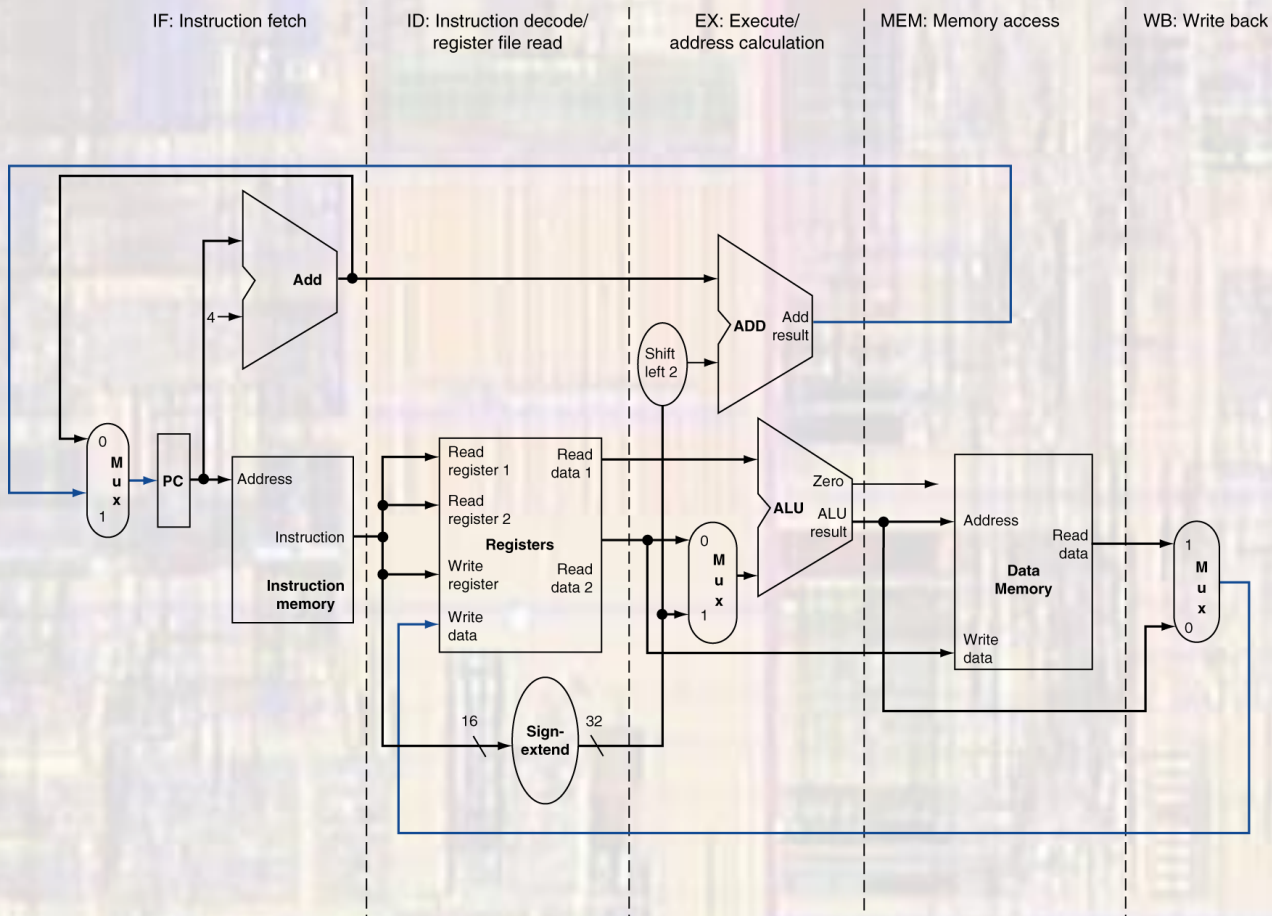 IF: Instruction fetch
ID: Instruction decode/
register file read
EX: Execute/
address calculation
MEM: Memory access
WB: Write back
Add
4
ADD
Add
result
Shift
left 2
0
M
u
x
1
PC
Address
Instruction
Instruction
memory
Read
register 1
Read
register 2
Write
register
Write
data
Registers
Read
data 1
Read
data 2
16
Sign-
extend
32
0
M
u
x
1
Zero
ALU
ALU
result
Address
Read
data
Data
Memory
Write
data
1
M
u
x
0